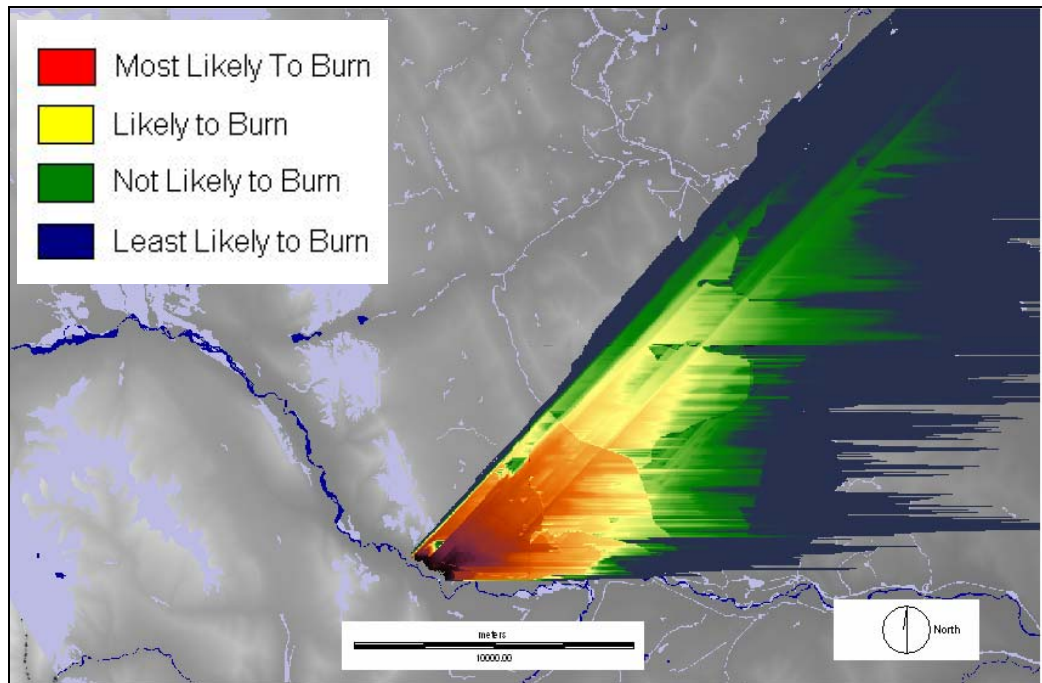 Most Likely To Burn
Likely to Burn
Not Likely to Burn
Least Likely to Burn
meters
10000.00
North